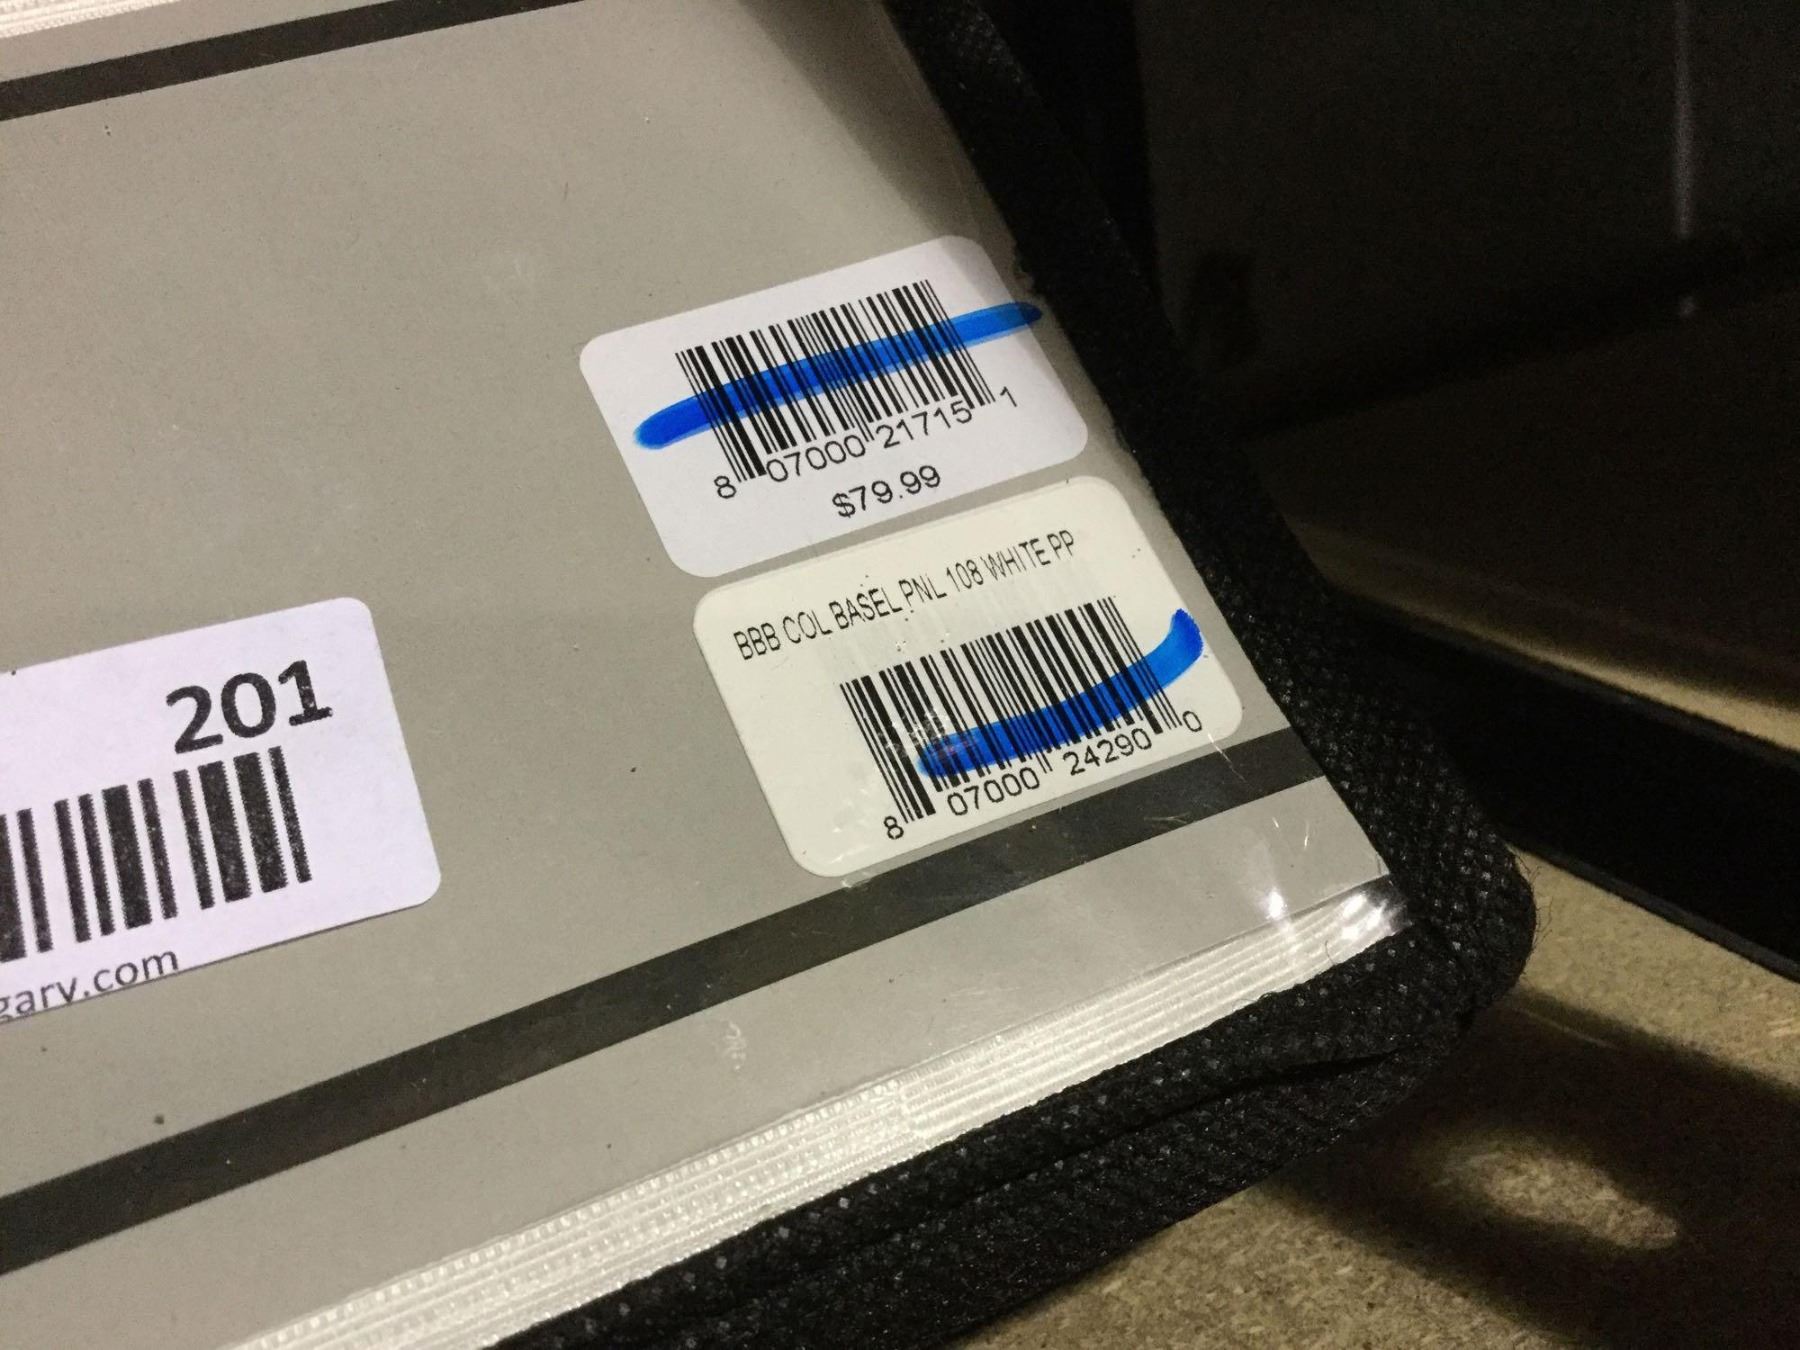 8 07000 21715 1
$79.99
BBB COL BASEL PNL 108 WHITE PP
8 07000 24290 0
201
gary.com